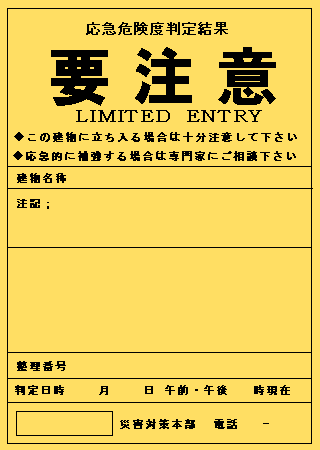 応急危険度判定結果
要注意
LIMITED ENTRY
◆この建物に立ち入る場合は十分注意して下さい
◆応急的に補強する場合は専門家にご相談下さい
建物名称
注記；
整理番号
判定日時 月 日 午前・午後 時現在
災害対策本部 電話 −